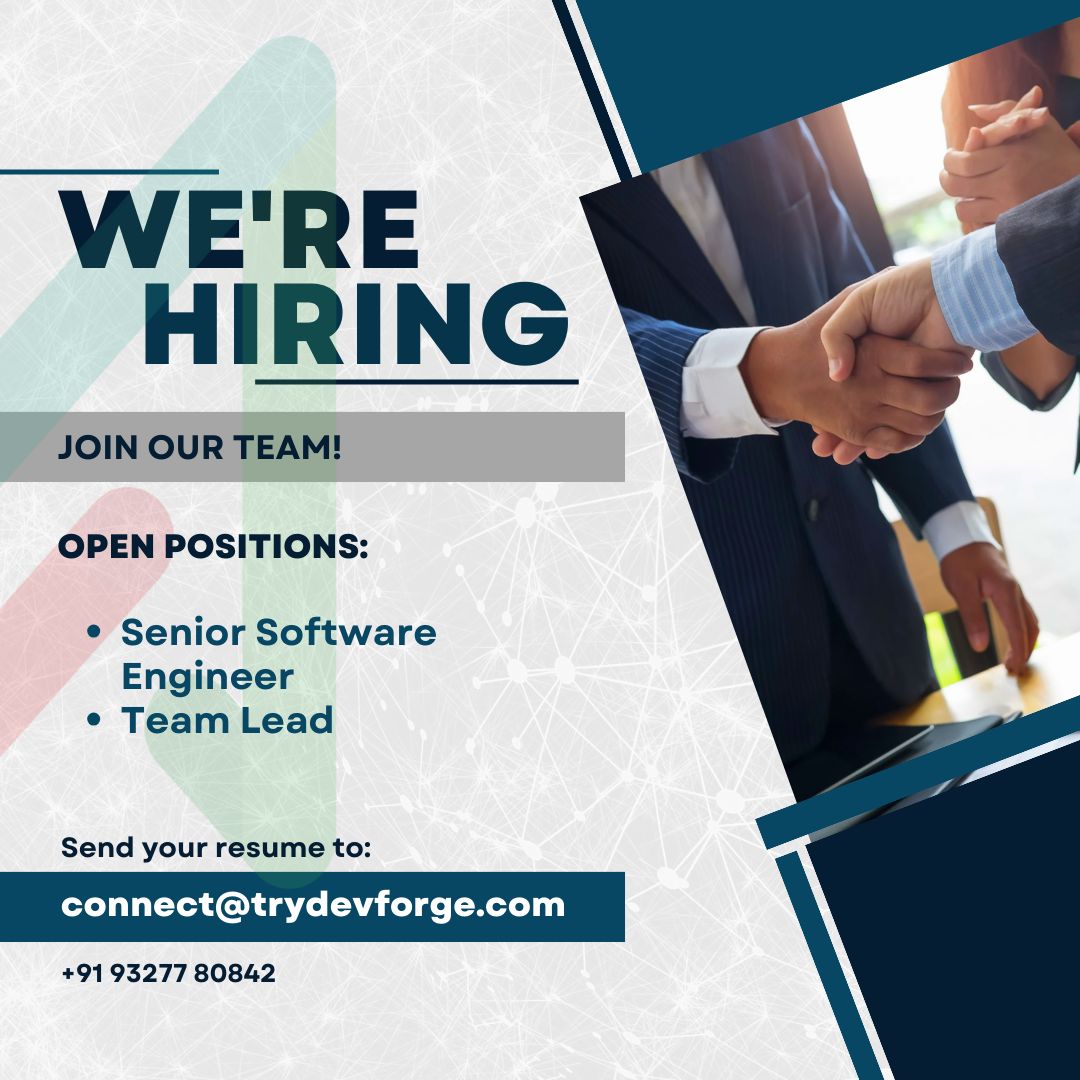 WE'RE
HIRING
JOIN OUR TEAM!
OPEN POSITIONS:
• Senior Software
Engineer
• Team Lead
Send your resume to:
connect@trydevforge.com
+91 93277 80842